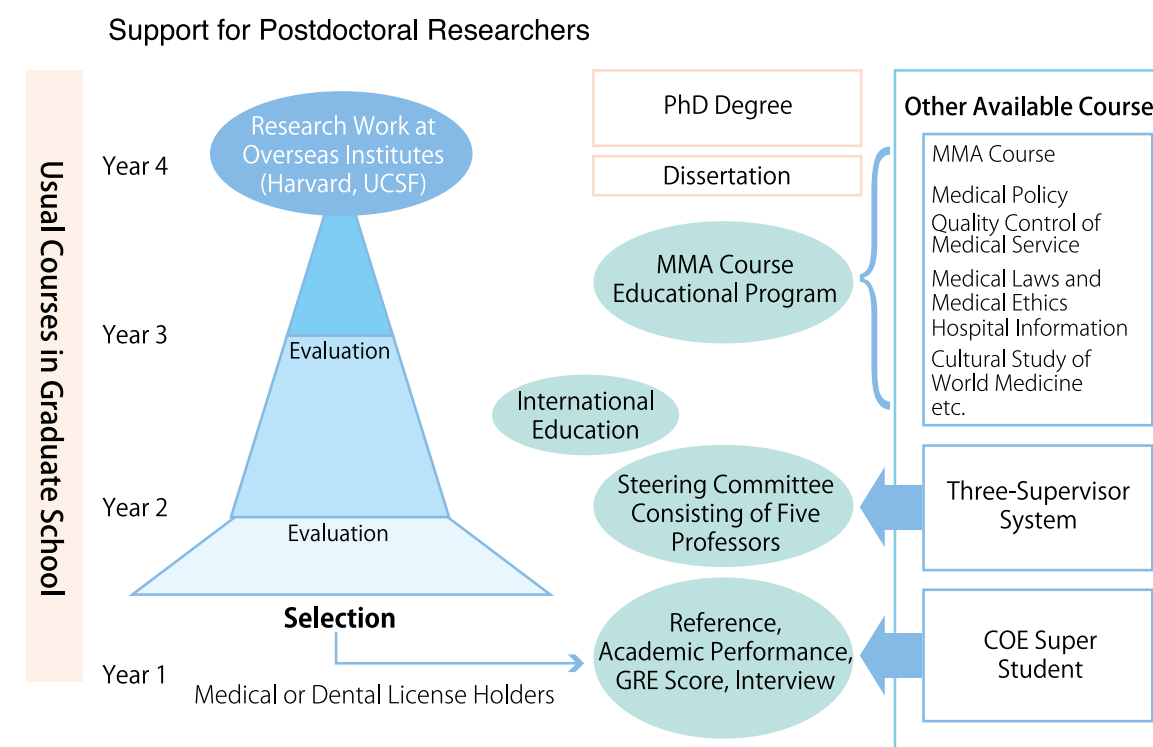 Support for Postdoctoral Researchers
Usual Courses in Graduate School
Year 4
Year 3
Year 2
Year 1
Research Work at
Overseas Institutes
(Harvard, UCSF)
Evaluation
Evaluation
Selection
Medical or Dental License Holders
PhD Degree
Dissertation
MMA Course
Educational Program
International
Education
Steering Committee
Consisting of Five
Professors
Reference,
Academic Performance,
GRE Score, Interview
Other Available Course
MMA Course
Medical Policy
Quality Control of
Medical Service
Medical Laws and
Medical Ethics
Hospital Information
Cultural Study of
World Medicine
etc.
Three-Supervisor
System
COE Super
Student